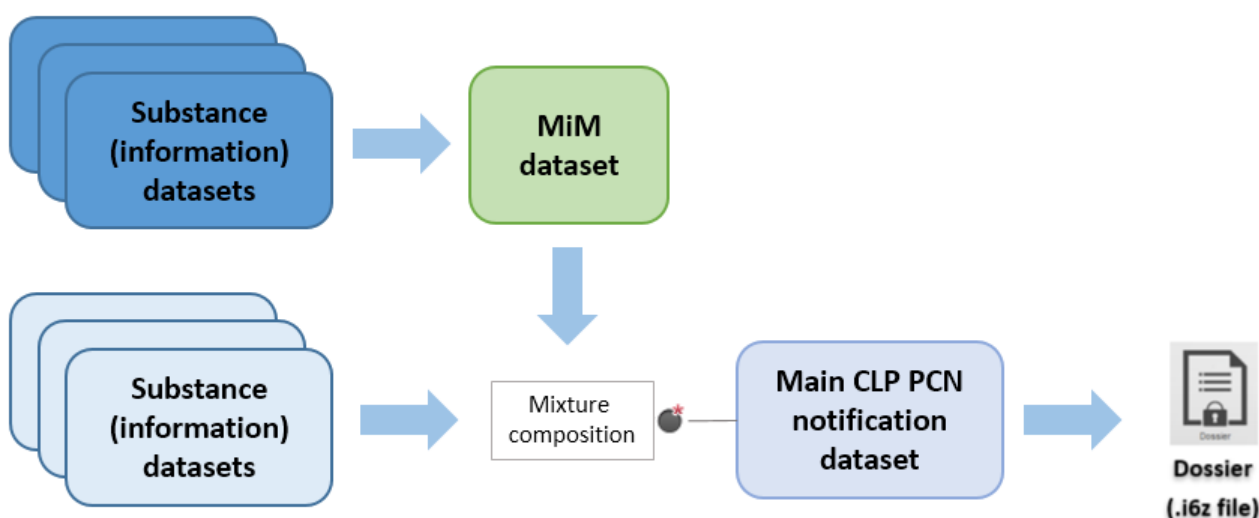 Substance
(information)
datasets
MiM
dataset
Substance
(information)
datasets
Mixture
composition
*
Main CLP PCN
notification
dataset
Dossier
Dossier
(.i6z file)